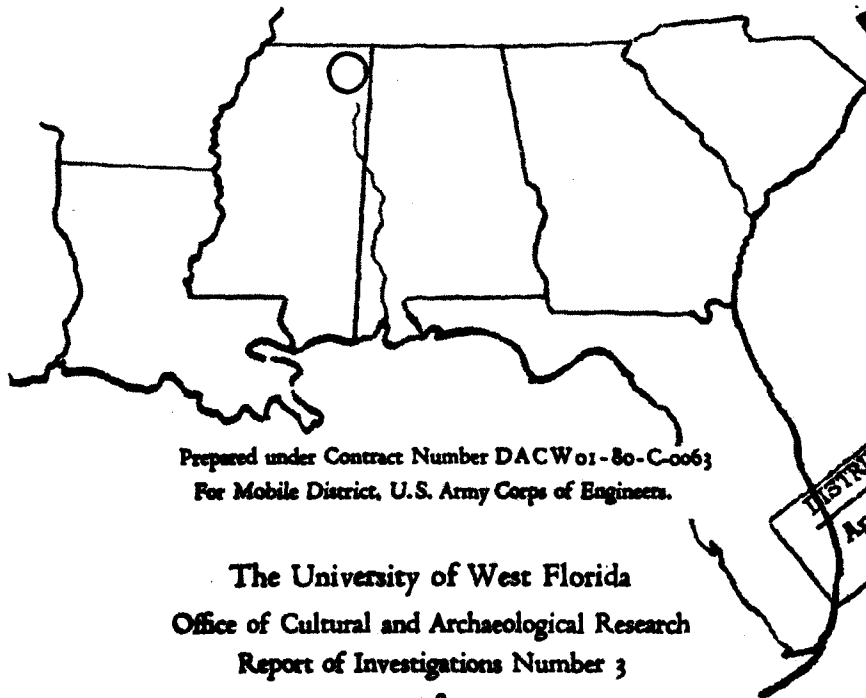 Prepared under Contract Number DACW01-80-C-0063
For Mobile District, U.S. Army Corps of Engineers.
The University of West Florida
Office of Cultural and Archaeological Research
Report of Investigations Number 3